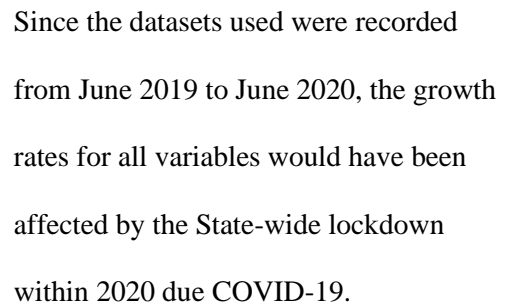 Since the datasets used were recorded
from June 2019 to June 2020, the growth
rates for all variables would have been
affected by the State-wide lockdown
within 2020 due COVID-19.